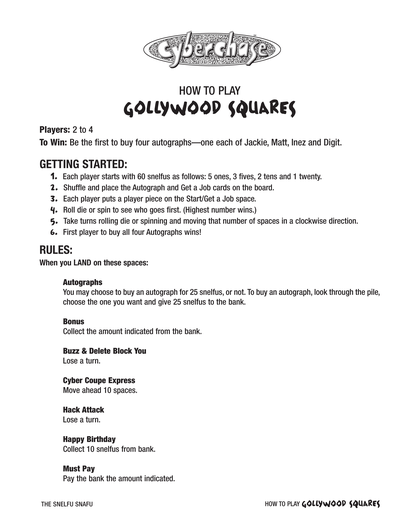 Cyberchase
HOW TO PLAY
GOLLYWOOD SQUARES
Players: 2 to 4
To Win: Be the first to buy four autographs—one each of Jackie, Matt, Inez and Digit.
GETTING STARTED:
1. Each player starts with 60 snelfus as follows: 5 ones, 3 fives, 2 tens and 1 twenty.
2. Shuffle and place the Autograph and Get a Job cards on the board.
3. Each player puts a player piece on the Start/Get a Job space.
4. Roll die or spin to see who goes first. (Highest number wins.)
5. Take turns rolling die or spinning and moving that number of spaces in a clockwise direction.
6. First player to buy all four Autographs wins!
RULES:
When you LAND on these spaces:
Autographs
You may choose to buy an autograph for 25 snelfus, or not. To buy an autograph, look through the pile,
choose the one you want and give 25 snelfus to the bank.
Bonus
Collect the amount indicated from the bank.
Buzz & Delete Block You
Lose a turn.
Cyber Coupe Express
Move ahead 10 spaces.
Hack Attack
Lose a turn.
Happy Birthday
Collect 10 snelfus from bank.
Must Pay
Pay the bank the amount indicated.
THE SNELFU SNAFU
HOW TO PLAY GOLLYWOOD SQUARES